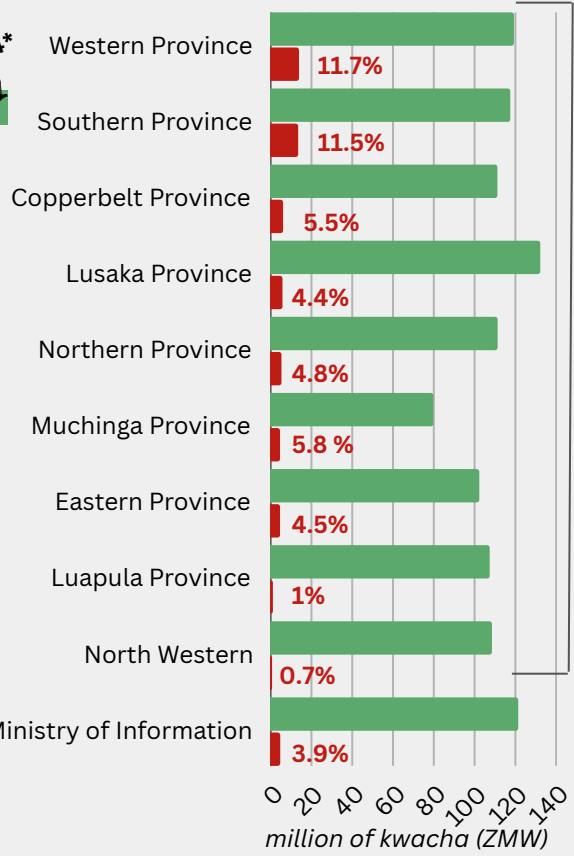 Western Province
11.7%
Southern Province
11.5%
Copperbelt Province
5.5%
Lusaka Province
4.4%
Northern Province
4.8%
Muchinga Province
5.8 %
Eastern Province
4.5%
Luapula Province
1%
North Western
0.7%
Ministry of Information
3.9%
0 20 40 60 80 100 120 140
million of kwacha (ZMW)